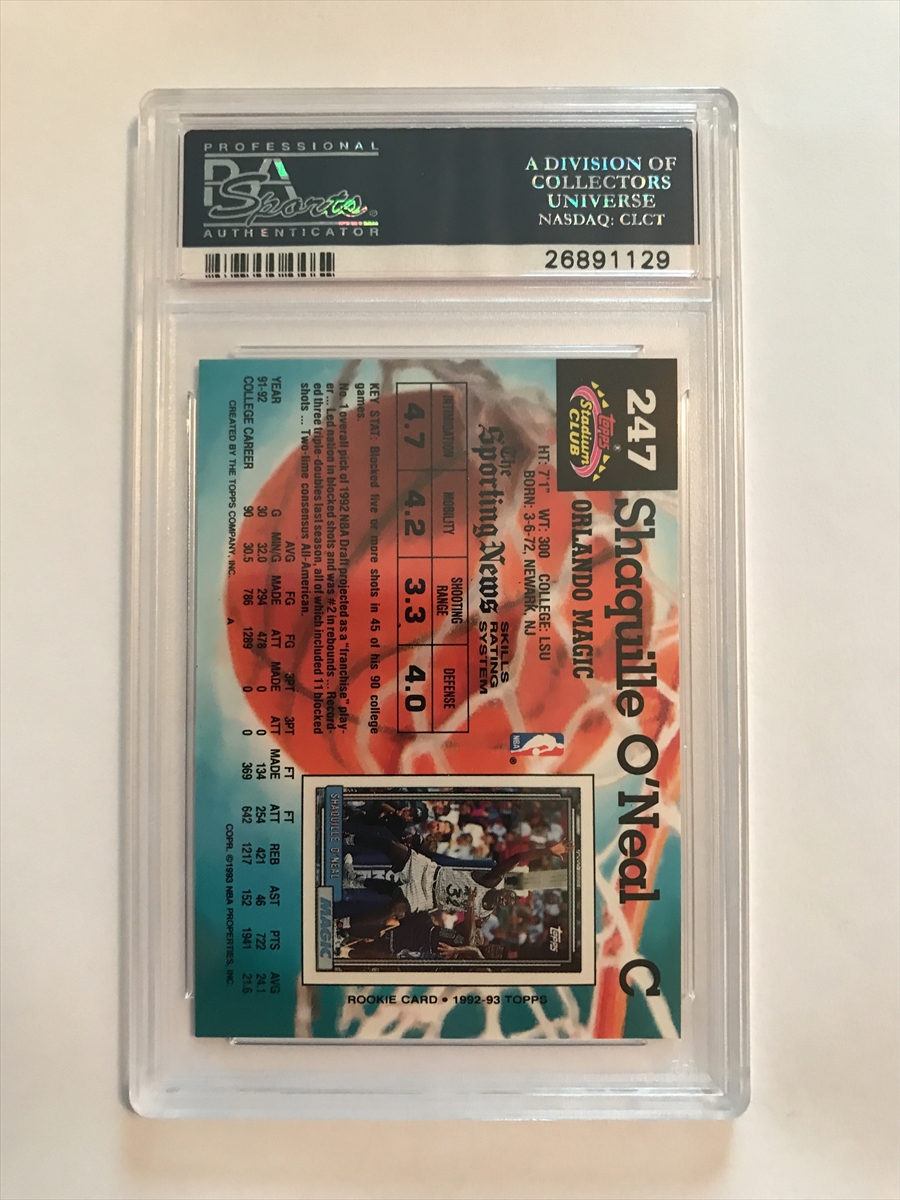 PROFESSIONAL
PSA
Sports
AUTHENTICATOR
A DIVISION OF
COLLECTORS
UNIVERSE
NASDAQ: CLCT
26891129
247 Shaquille O'Neal C
Topps
Stadium
CLUB
ORLANDO MAGIC
HT: 7'1" WT: 300 COLLEGE: LSU
BORN: 3-6-72, NEWARK, NJ
The
Sporting News
SKILLS
RATING
SYSTEM
INTIMIDATION MOBILITY SHOOTING RANGE DEFENSE
4.7 4.2 3.3 4.0
KEY STAT: Blocked five or more shots in 45 of his 90 college
games.
No. 1 overall pick of 1992 NBA Draft projected as a "franchise" play-
er ... Led nation in blocked shots and was #2 in rebounds ... Record-
ed three triple-doubles last season, all of which included 11 blocked
shots ... Two-time consensus All-American.
NBA
TOPPS
32
SHAQUILLE O'NEAL
MAGIC
ROOKIE CARD • 1992-93 TOPPS
YEAR G AVG MIN/G FG MADE FG ATT 3PT MADE 3PT ATT FT MADE FT ATT REB AST PTS AVG
91-92 30 32.0 294 478 0 0 134 254 421 46 722 24.1
COLLEGE CAREER 90 30.5 786 1289 0 0 369 642 1217 152 1941 21.6
CREATED BY THE TOPPS COMPANY, INC. A COPR. ©1993 NBA PROPERTIES, INC.